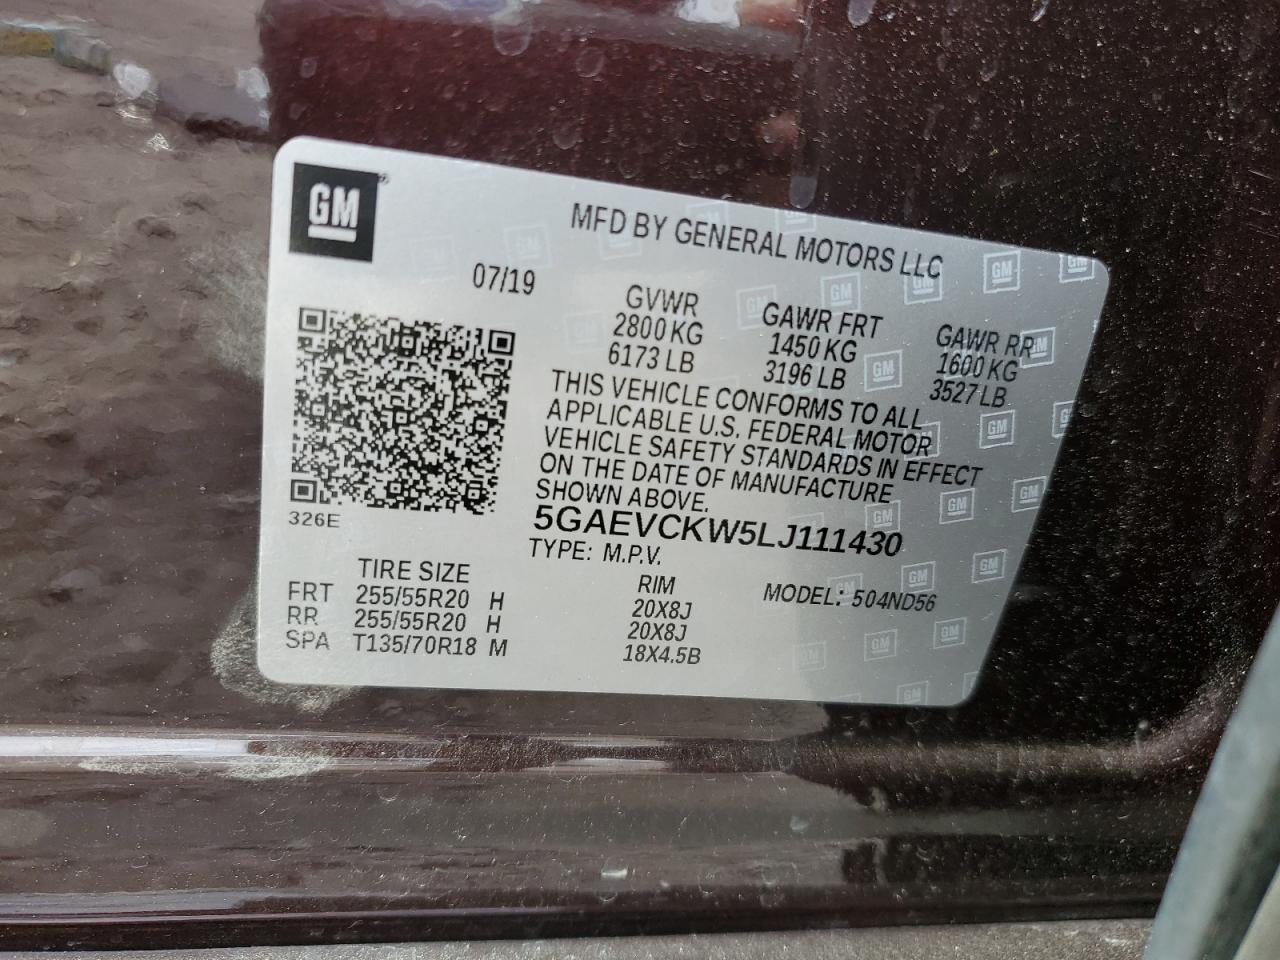 GM
MFD BY GENERAL MOTORS LLC
07/19
GVWR GAWR FRT GAWR RR
2800 KG 1450 KG 1600 KG
6173 LB 3196 LB 3527 LB
THIS VEHICLE CONFORMS TO ALL
APPLICABLE U.S. FEDERAL MOTOR
VEHICLE SAFETY STANDARDS IN EFFECT
ON THE DATE OF MANUFACTURE
SHOWN ABOVE.
326E
5GAEVCKW5LJ111430
TYPE: M.P.V.
TIRE SIZE RIM MODEL: 504ND56
FRT 255/55R20 H 20X8J
RR 255/55R20 H 20X8J
SPA T135/70R18 M 18X4.5B